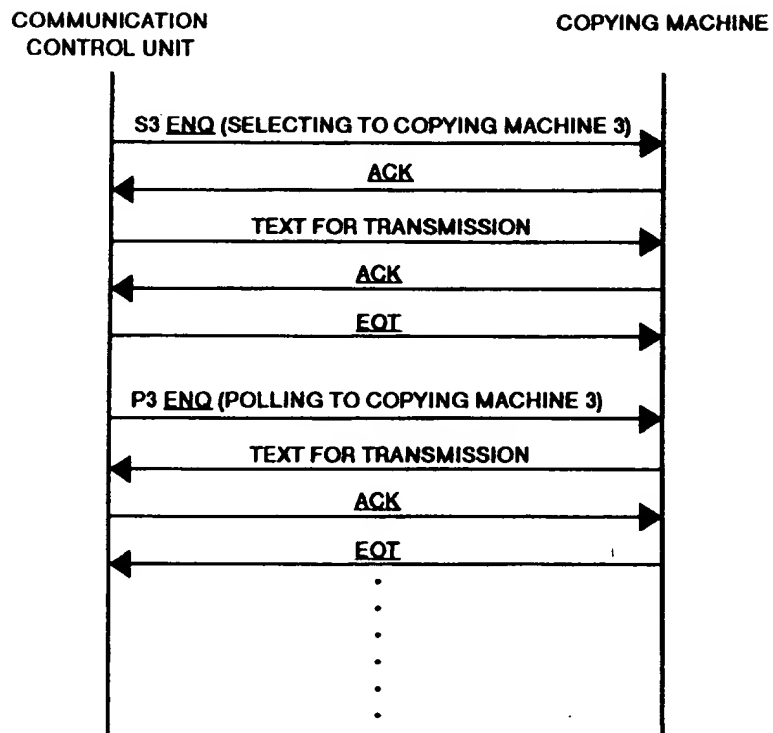 COMMUNICATION
CONTROL UNIT
COPYING MACHINE
S3 ENQ (SELECTING TO COPYING MACHINE 3)
ACK
TEXT FOR TRANSMISSION
ACK
EOT
P3 ENQ (POLLING TO COPYING MACHINE 3)
TEXT FOR TRANSMISSION
ACK
EOT